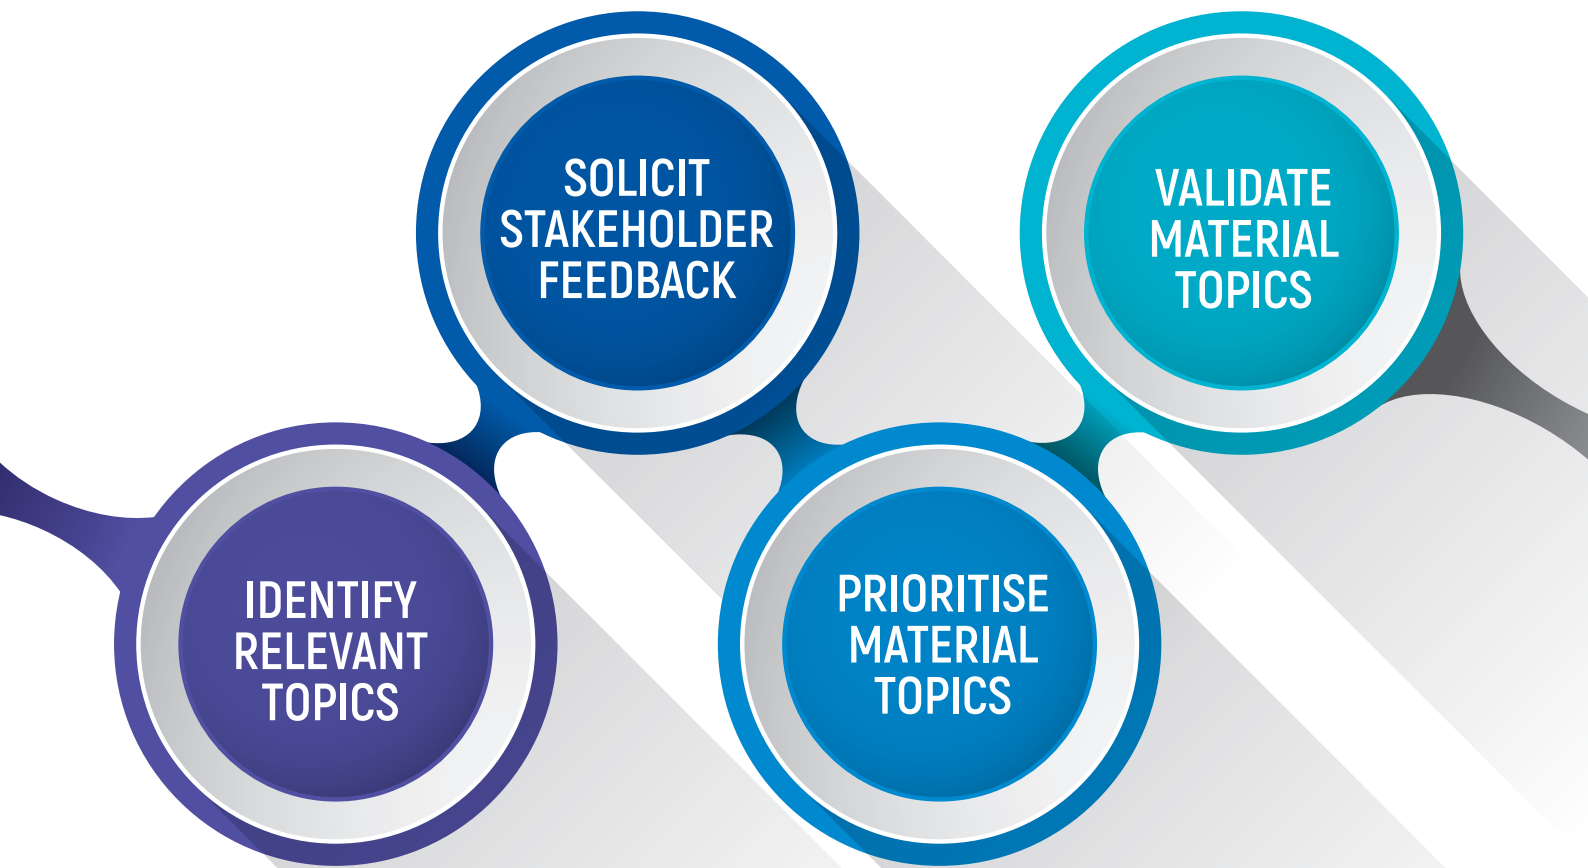 IDENTIFY
RELEVANT
TOPICS
SOLICIT
STAKEHOLDER
FEEDBACK
PRIORITISE
MATERIAL
TOPICS
VALIDATE
MATERIAL
TOPICS